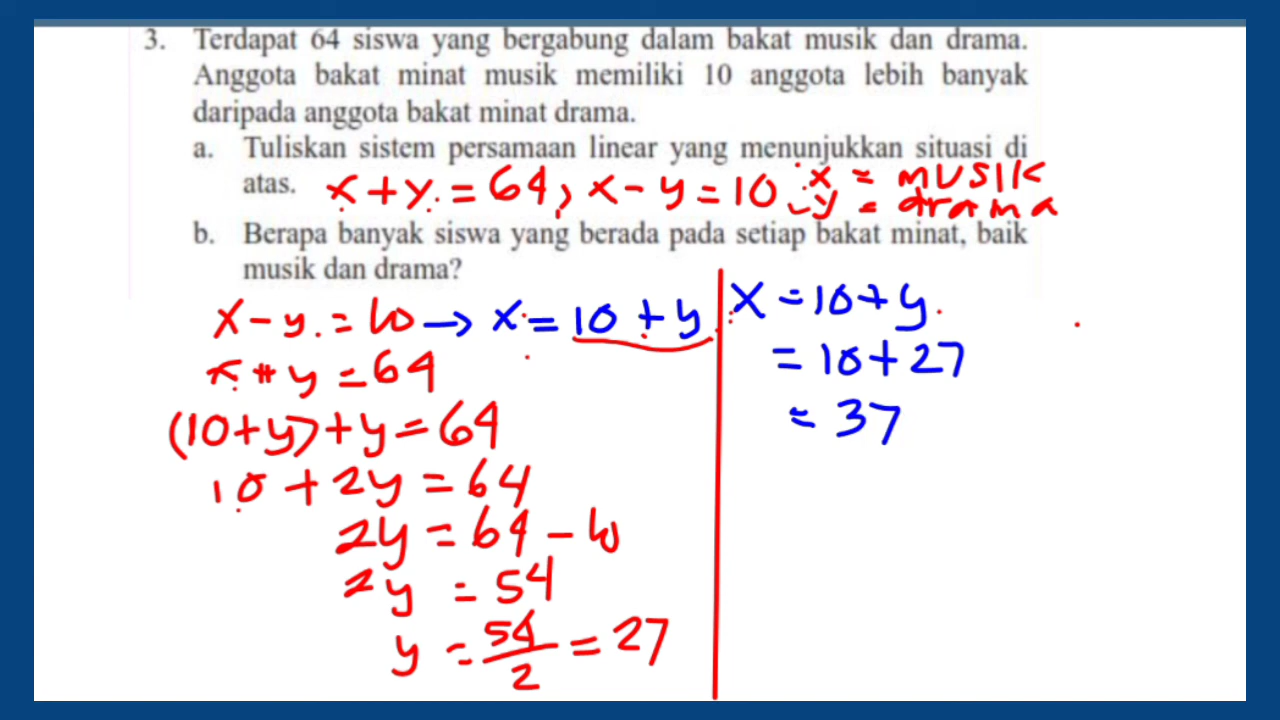 3. Terdapat 64 siswa yang bergabung dalam bakat musik dan drama.
Anggota bakat minat musik memiliki 10 anggota lebih banyak
daripada anggota bakat minat drama.
a. Tuliskan sistem persamaan linear yang menunjukkan situasi di
atas. x + y = 64, x - y = 10 x = musik
y = drama
b. Berapa banyak siswa yang berada pada setiap bakat minat, baik
musik dan drama?
x - y = 10 → x = 10 + y
x + y = 64
(10 + y) + y = 64
10 + 2y = 64
2y = 64 - 10
2y = 54
y = 54/2 = 27
x = 10 + y
= 10 + 27
= 37